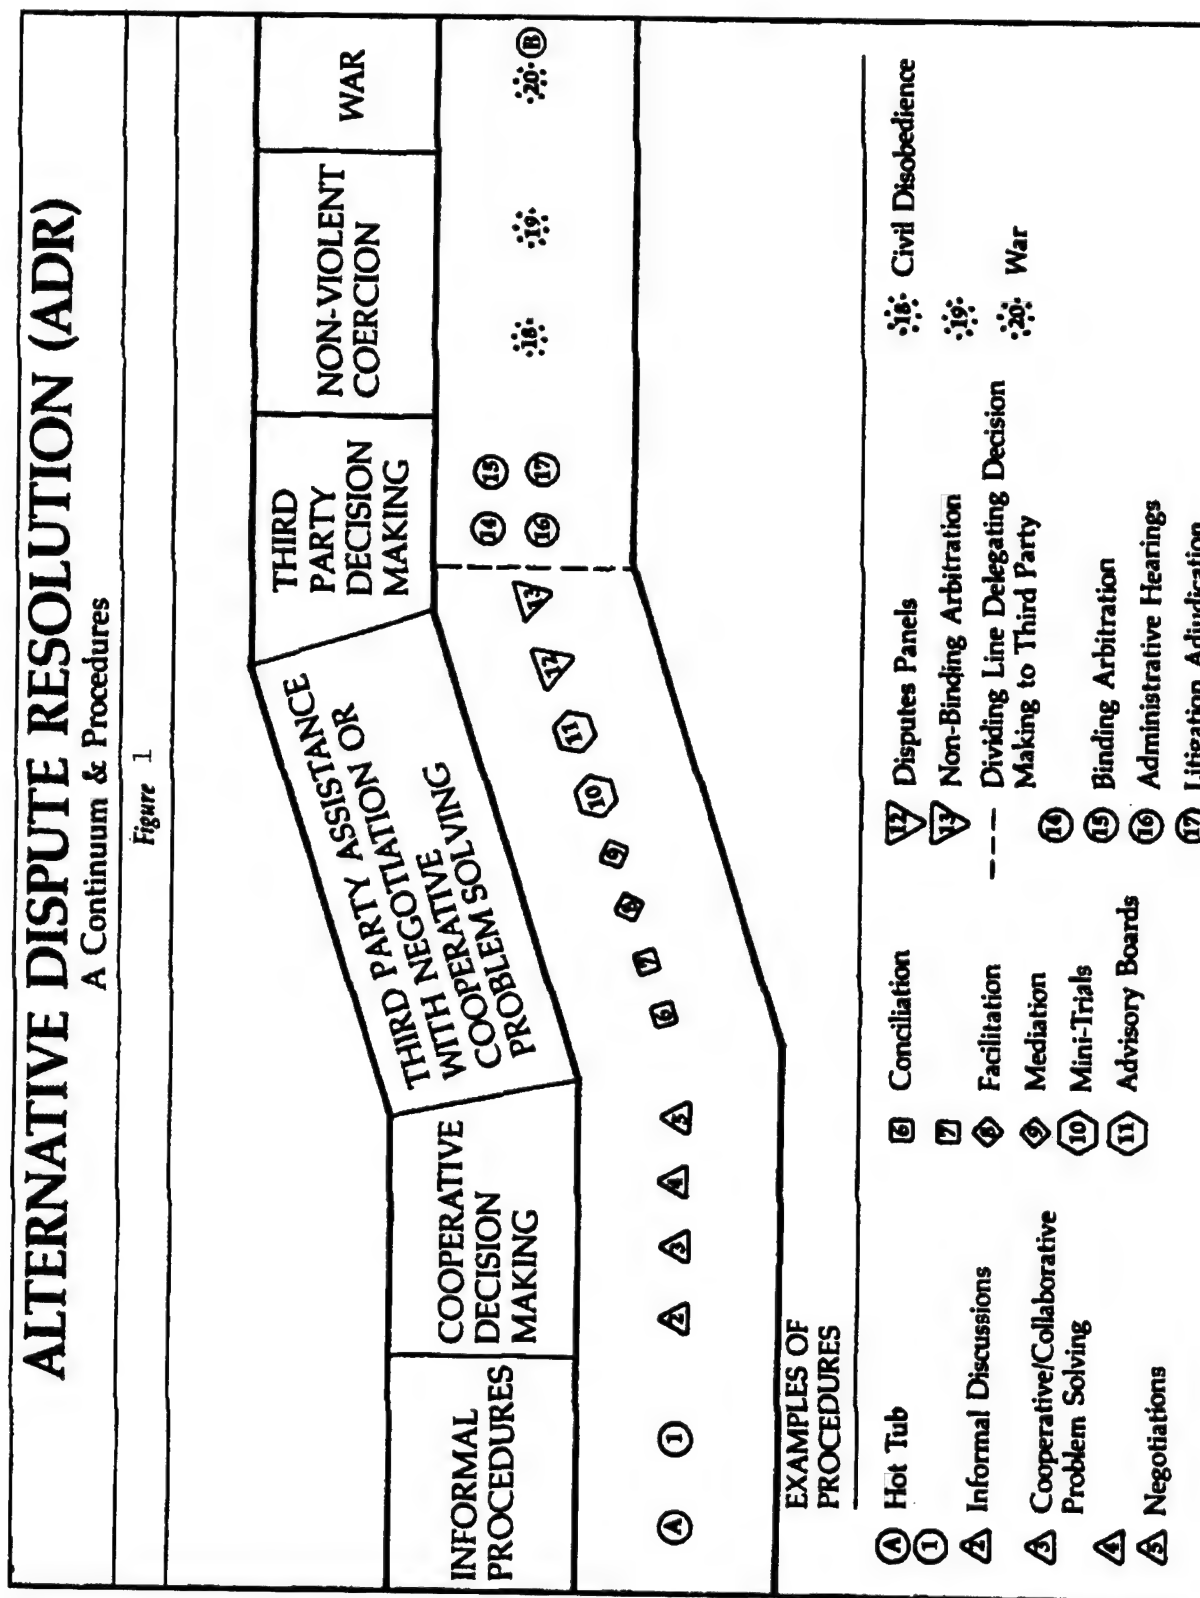 ALTERNATIVE DISPUTE RESOLUTION (ADR)
A Continuum & Procedures
Figure 1
INFORMAL
PROCEDURES
COOPERATIVE
DECISION
MAKING
THIRD PARTY ASSISTANCE
WITH NEGOTIATION OR
COOPERATIVE
PROBLEM SOLVING
THIRD
PARTY
DECISION
MAKING
NON-VIOLENT
COERCION
WAR
A 1 2 3 4 5 6 7 8 9 10 11 12 13
14 15
16 17
18 19 20 B
EXAMPLES OF
PROCEDURES
A Hot Tub
1
2 Informal Discussions
3 Cooperative/Collaborative
Problem Solving
4
5 Negotiations
6 Conciliation
7
8 Facilitation
9 Mediation
10 Mini-Trials
11 Advisory Boards
12 Disputes Panels
13 Non-Binding Arbitration
--- Dividing Line Delegating Decision
Making to Third Party
14
15 Binding Arbitration
16 Administrative Hearings
17 Litigation Adjudication
18 Civil Disobedience
19
20 War